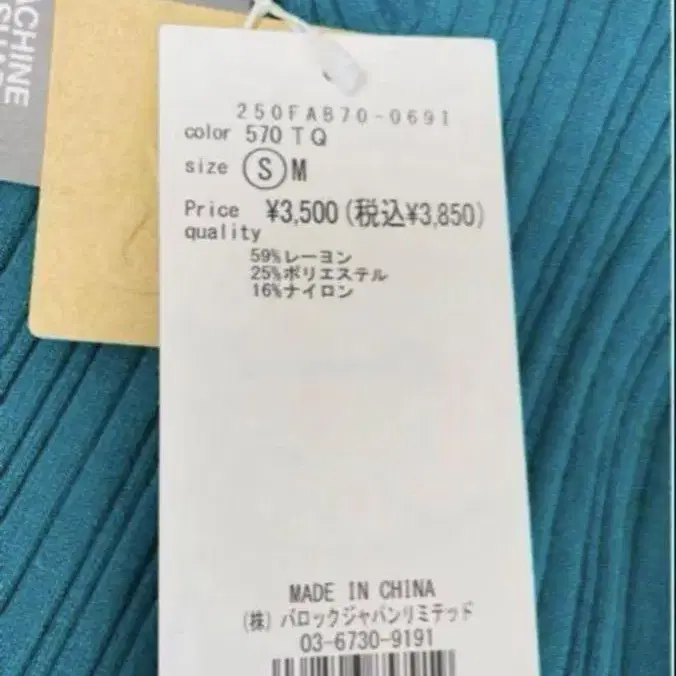 ACHINE
250FAB70-0691
color 570 TQ
size S M
Price ¥3,500(税込¥3,850)
quality
59%レーヨン
25%ポリエステル
16%ナイロン
MADE IN CHINA
(株) バロックジャパンリミテッド
03-6730-9191